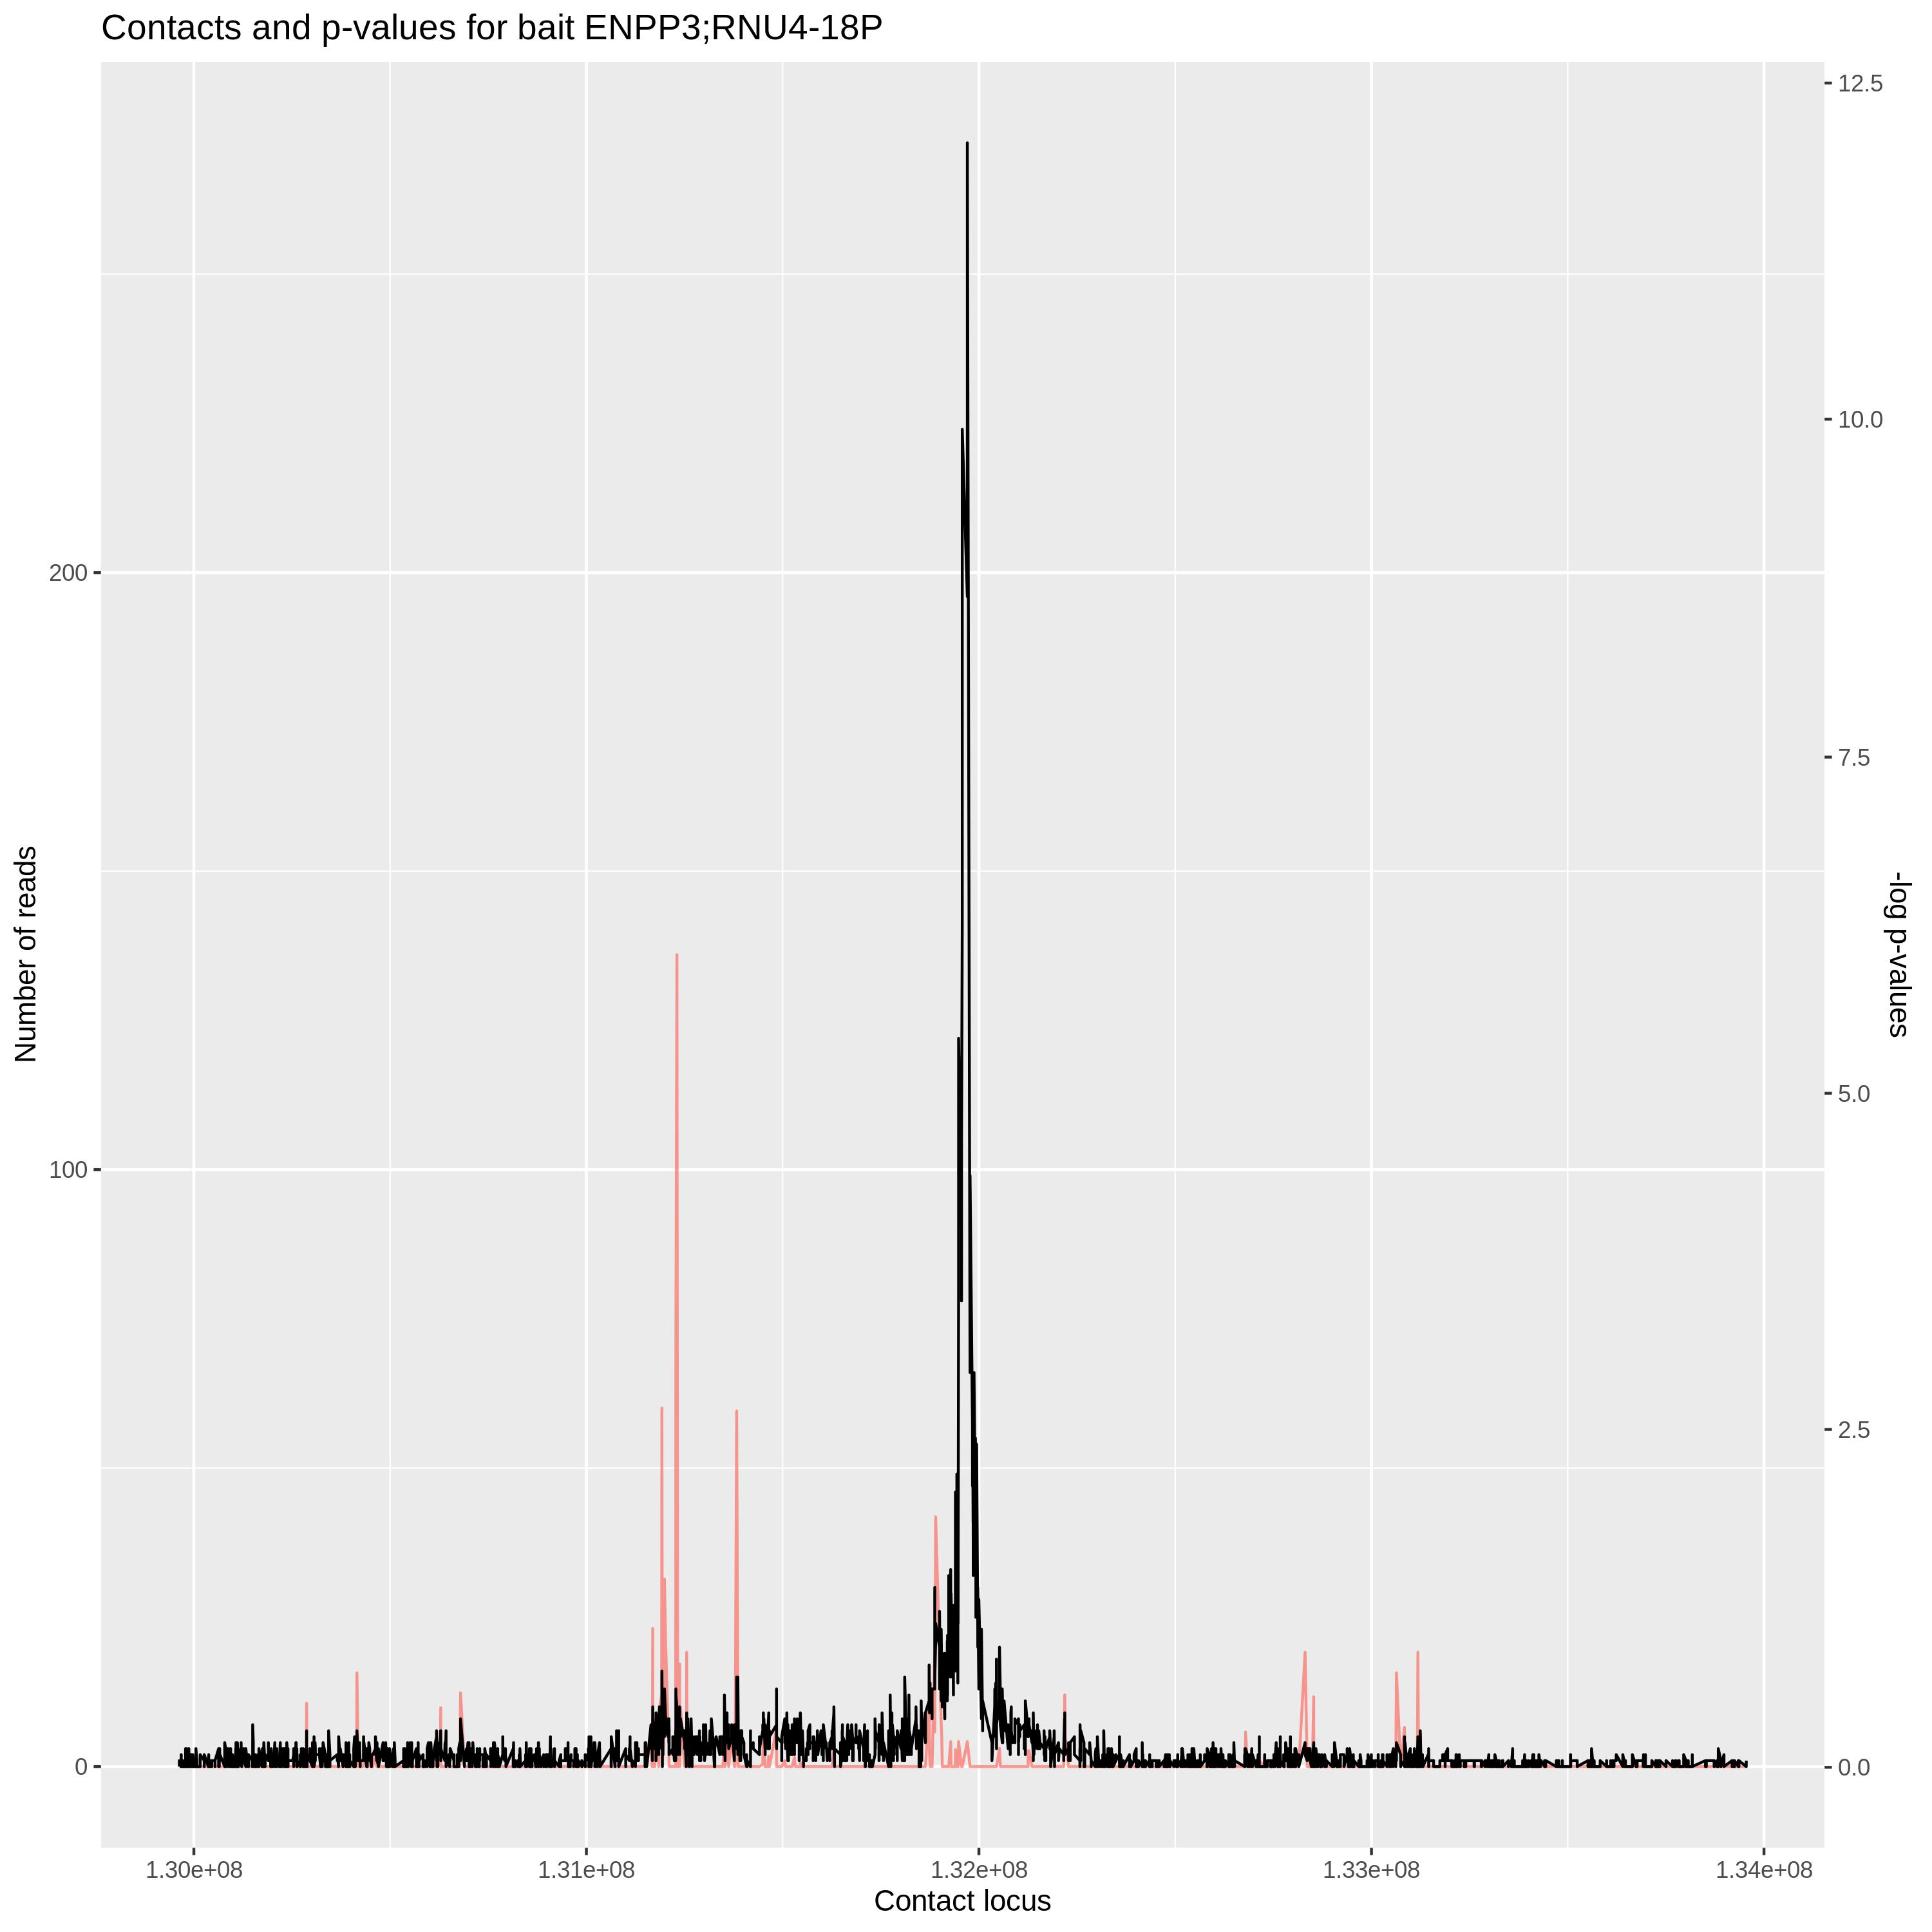 Contacts and p-values for bait ENPP3;RNU4-18P
Number of reads
200
100
0
12.5
10.0
7.5
5.0
2.5
0.0
-log p-values
1.30e+08
1.31e+08
1.32e+08
1.33e+08
1.34e+08
Contact locus